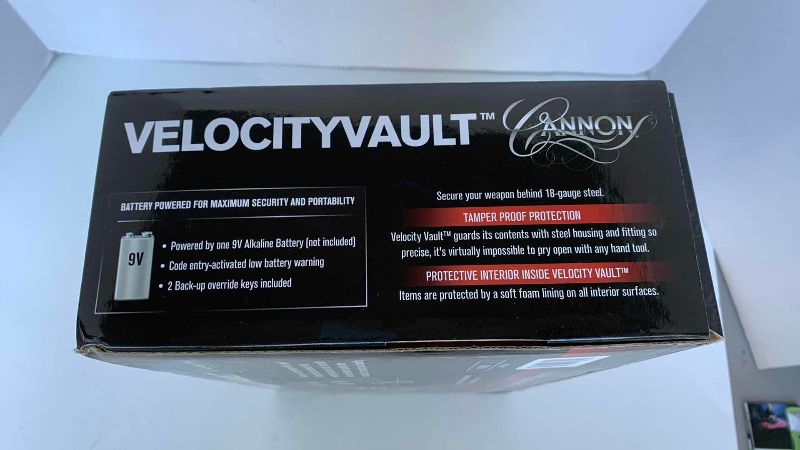 VELOCITYVAULT™ CANNON
BATTERY POWERED FOR MAXIMUM SECURITY AND PORTABILITY
9V
• Powered by one 9V Alkaline Battery (not included)
• Code entry-activated low battery warning
• 2 Back-up override keys included
Secure your weapon behind 18-gauge steel.
TAMPER PROOF PROTECTION
Velocity Vault™ guards its contents with steel housing and fitting so
precise, it's virtually impossible to pry open with any hand tool.
PROTECTIVE INTERIOR INSIDE VELOCITY VAULT™
Items are protected by a soft foam lining on all interior surfaces.